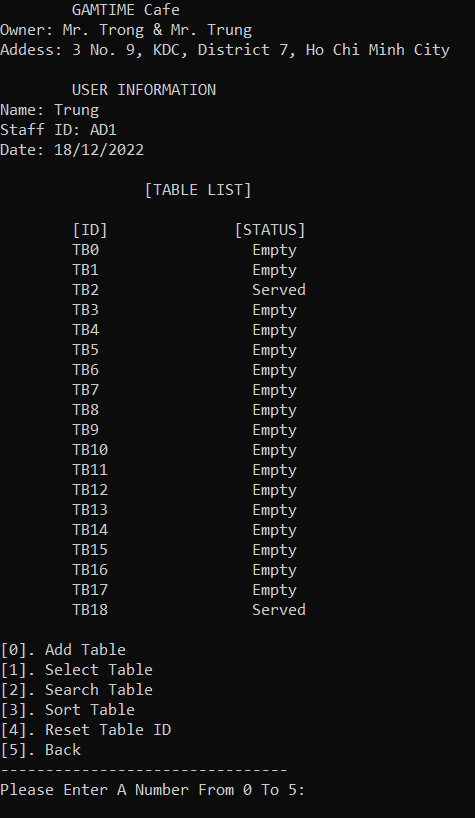 GAMTIME Cafe
Owner: Mr. Trong & Mr. Trung
Addess: 3 No. 9, KDC, District 7, Ho Chi Minh City
USER INFORMATION
Name: Trung
Staff ID: AD1
Date: 18/12/2022
[TABLE LIST]
[ID] [STATUS]
TB0 Empty
TB1 Empty
TB2 Served
TB3 Empty
TB4 Empty
TB5 Empty
TB6 Empty
TB7 Empty
TB8 Empty
TB9 Empty
TB10 Empty
TB11 Empty
TB12 Empty
TB13 Empty
TB14 Empty
TB15 Empty
TB16 Empty
TB17 Empty
TB18 Served
[0]. Add Table
[1]. Select Table
[2]. Search Table
[3]. Sort Table
[4]. Reset Table ID
[5]. Back
--------------------------------
Please Enter A Number From 0 To 5: